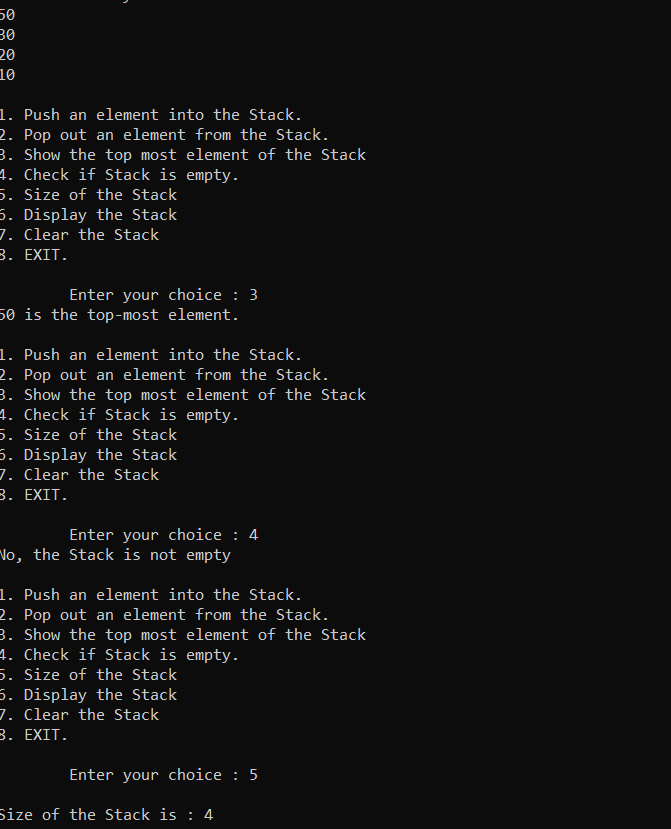 50
30
20
10
1. Push an element into the Stack.
2. Pop out an element from the Stack.
3. Show the top most element of the Stack
4. Check if Stack is empty.
5. Size of the Stack
6. Display the Stack
7. Clear the Stack
8. EXIT.
Enter your choice : 3
50 is the top-most element.
1. Push an element into the Stack.
2. Pop out an element from the Stack.
3. Show the top most element of the Stack
4. Check if Stack is empty.
5. Size of the Stack
6. Display the Stack
7. Clear the Stack
8. EXIT.
Enter your choice : 4
No, the Stack is not empty
1. Push an element into the Stack.
2. Pop out an element from the Stack.
3. Show the top most element of the Stack
4. Check if Stack is empty.
5. Size of the Stack
6. Display the Stack
7. Clear the Stack
8. EXIT.
Enter your choice : 5
Size of the Stack is : 4